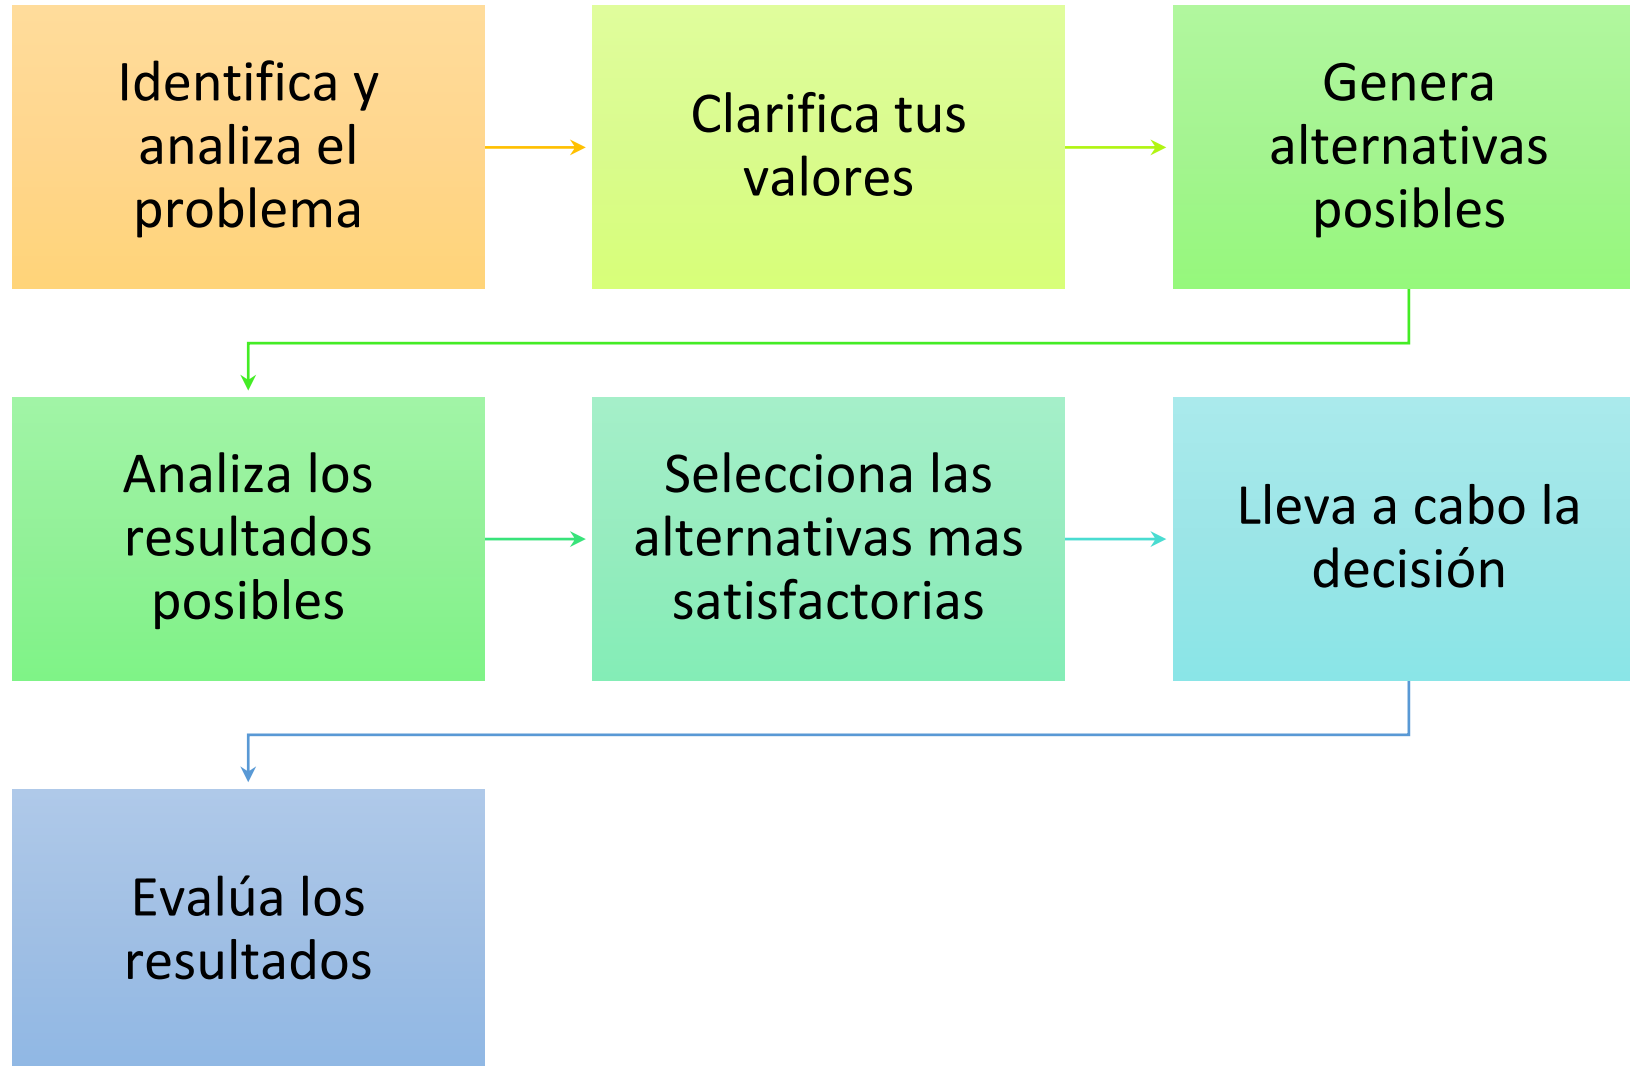 Identifica y
analiza el
problema
Clarifica tus
valores
Genera
alternativas
posibles
Analiza los
resultados
posibles
Selecciona las
alternativas mas
satisfactorias
Lleva a cabo la
decisión
Evalúa los
resultados